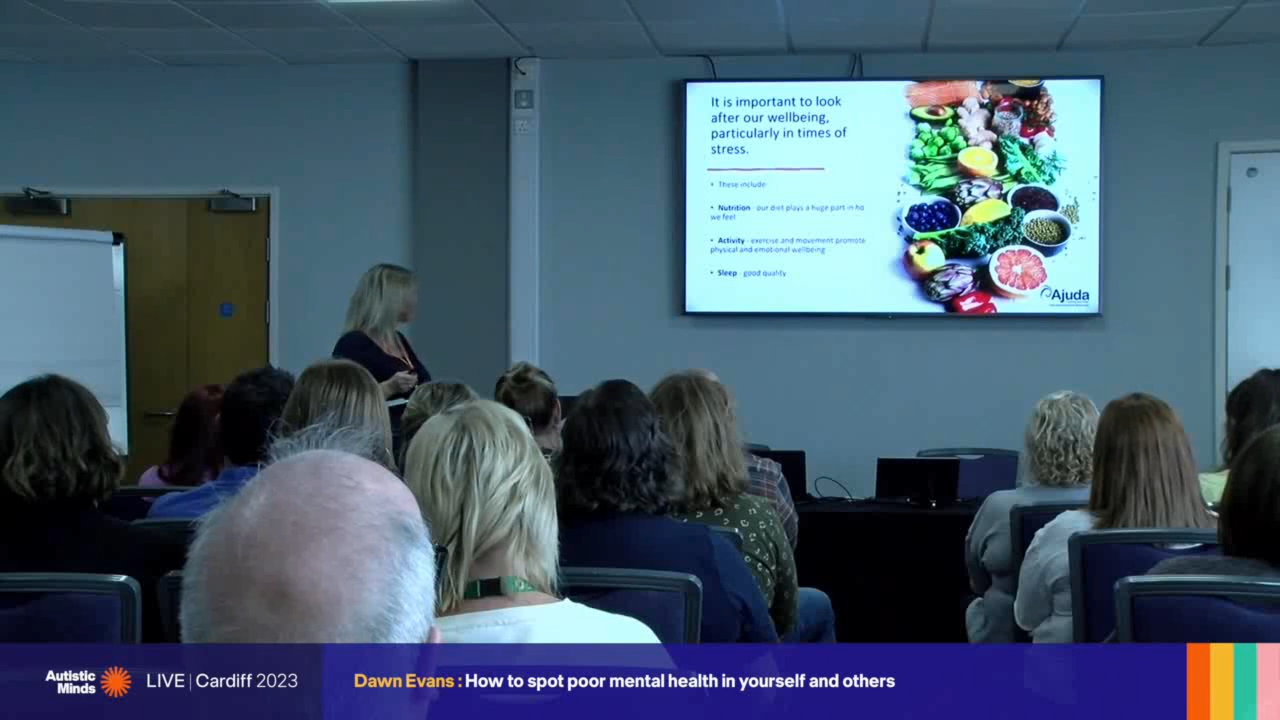 It is important to look
after our wellbeing,
particularly in times of
stress.
• These include
• Nutrition - our diet plays a huge part in ho
we feel
• Activity - exercise and movement promote
physical and emotional wellbeing
• Sleep - good quality
Ajuda
Autistic
Minds
LIVE | Cardiff 2023
Dawn Evans : How to spot poor mental health in yourself and others